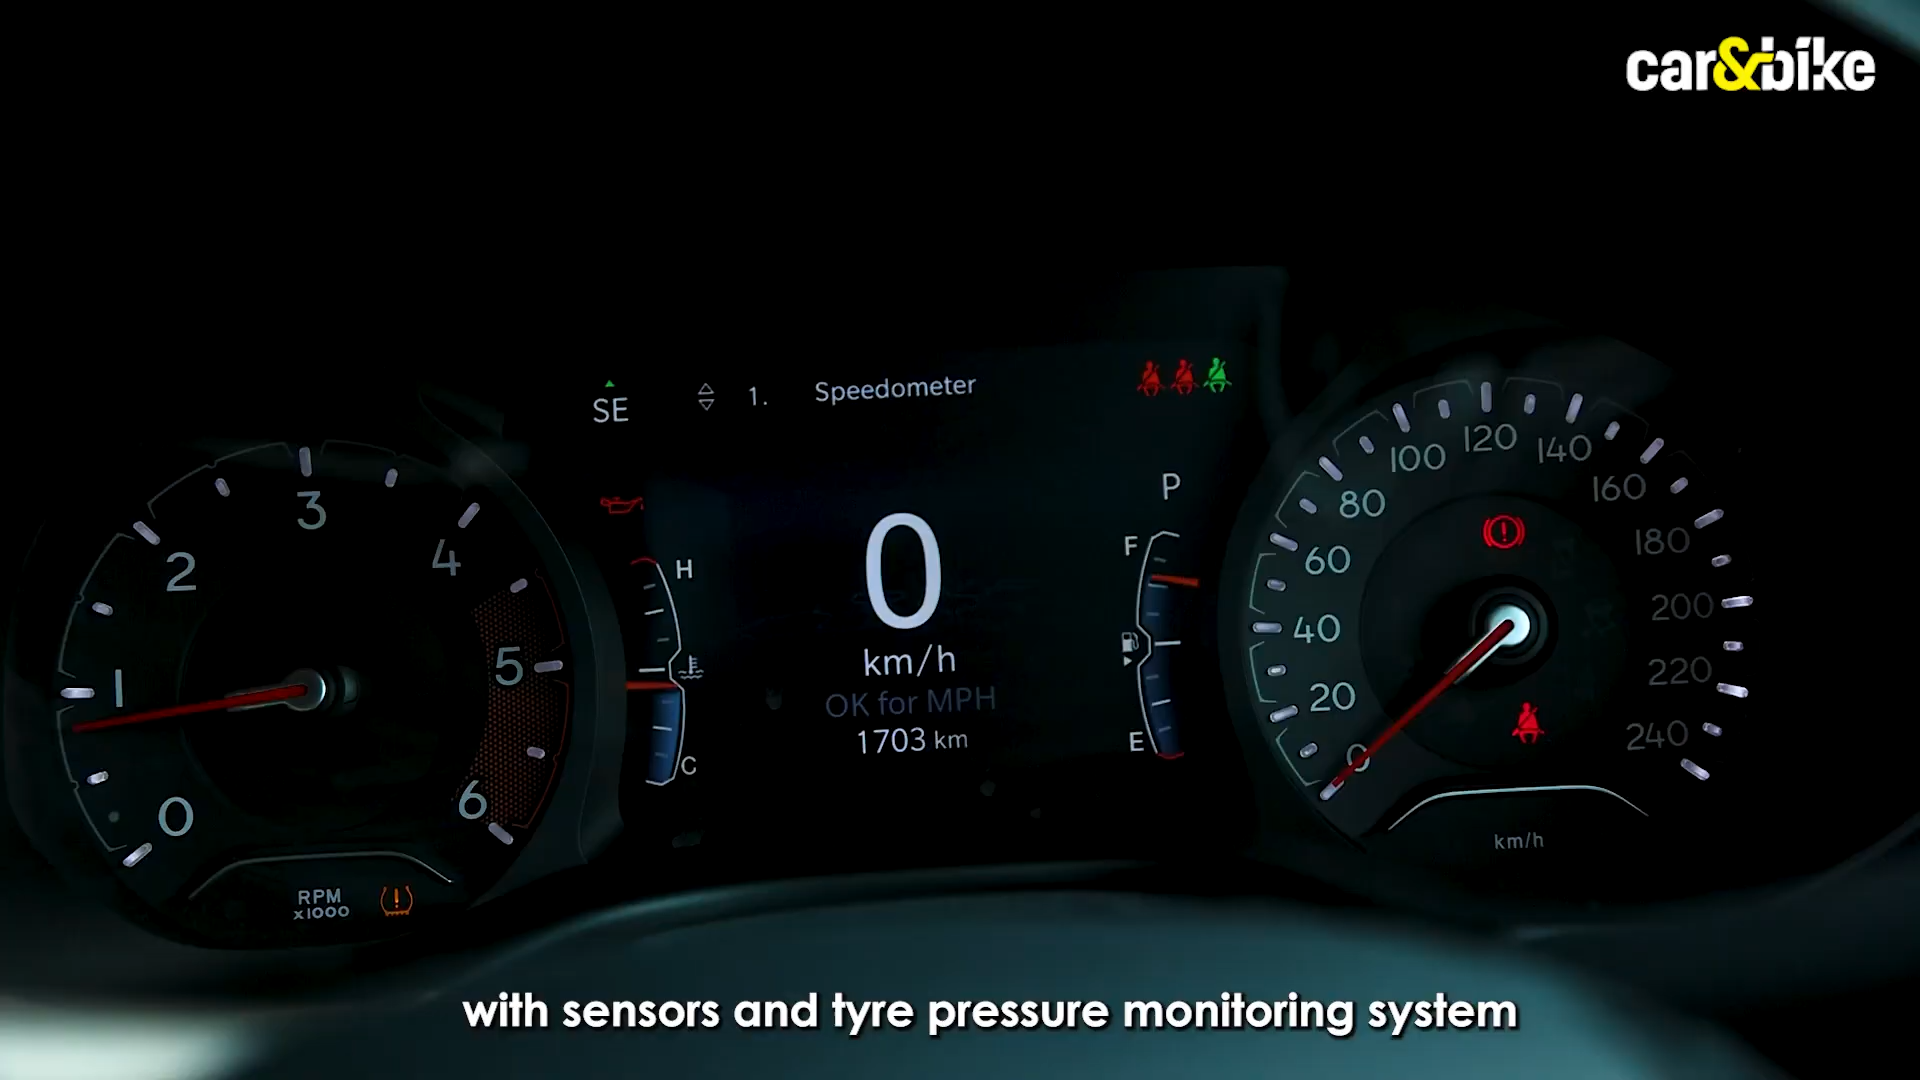 car&bike
SE
1. Speedometer
P
0
1
2
3
4
5
6
RPM
x1000
H
C
0
km/h
OK for MPH
1703 km
F
E
0
20
40
60
80
100
120
140
160
180
200
220
240
km/h
with sensors and tyre pressure monitoring system